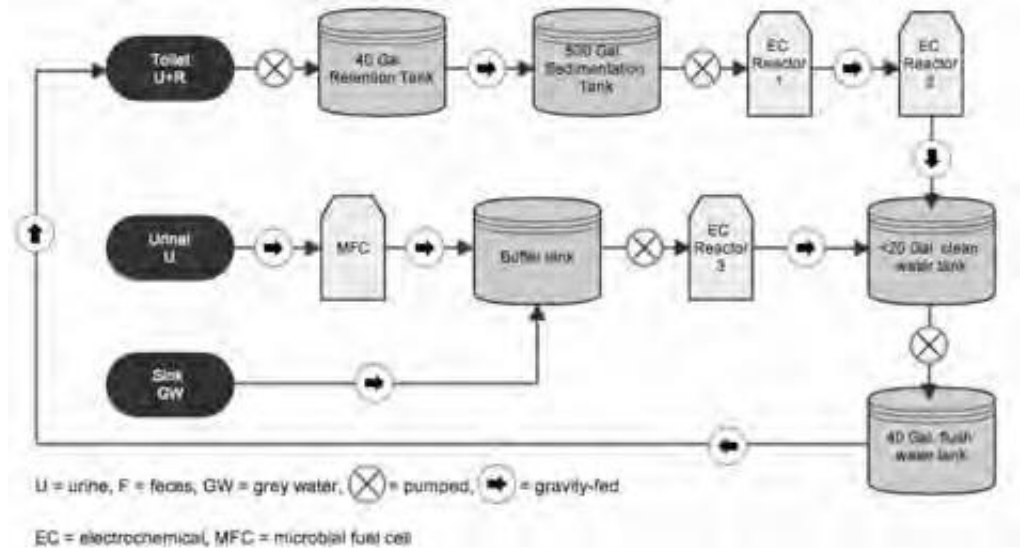 Toilet
U+R
40 Gal.
Retention Tank
500 Gal.
Sedimentation
Tank
EC
Reactor
1
EC
Reactor
2
Urinal
U
MFC
Buffer tank
EC
Reactor
3
<20 Gal. clean
water tank
Sink
GW
40 Gal. flush
water tank
U = urine, F = feces, GW = grey water, = pumped, = gravity-fed
EC = electrochemical, MFC = microbial fuel cell